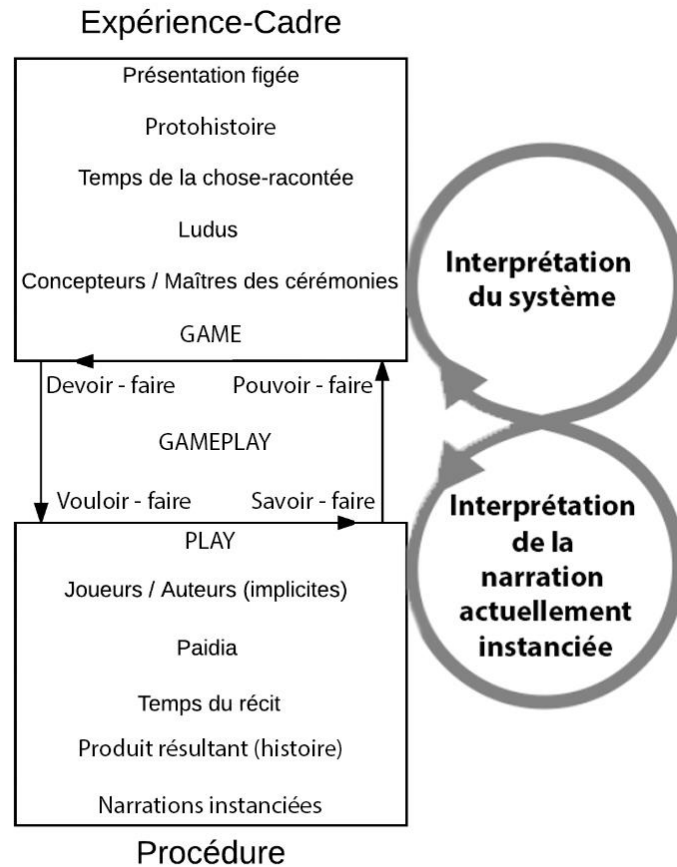 Expérience-Cadre
Présentation figée
Protohistoire
Temps de la chose-racontée
Ludus
Concepteurs / Maîtres des cérémonies
GAME
Devoir - faire
Pouvoir - faire
GAMEPLAY
Vouloir - faire
Savoir - faire
PLAY
Joueurs / Auteurs (implicites)
Paidia
Temps du récit
Produit résultant (histoire)
Narrations instanciées
Procédure
Interprétation
du système
Interprétation
de la
narration
actuellement
instanciée